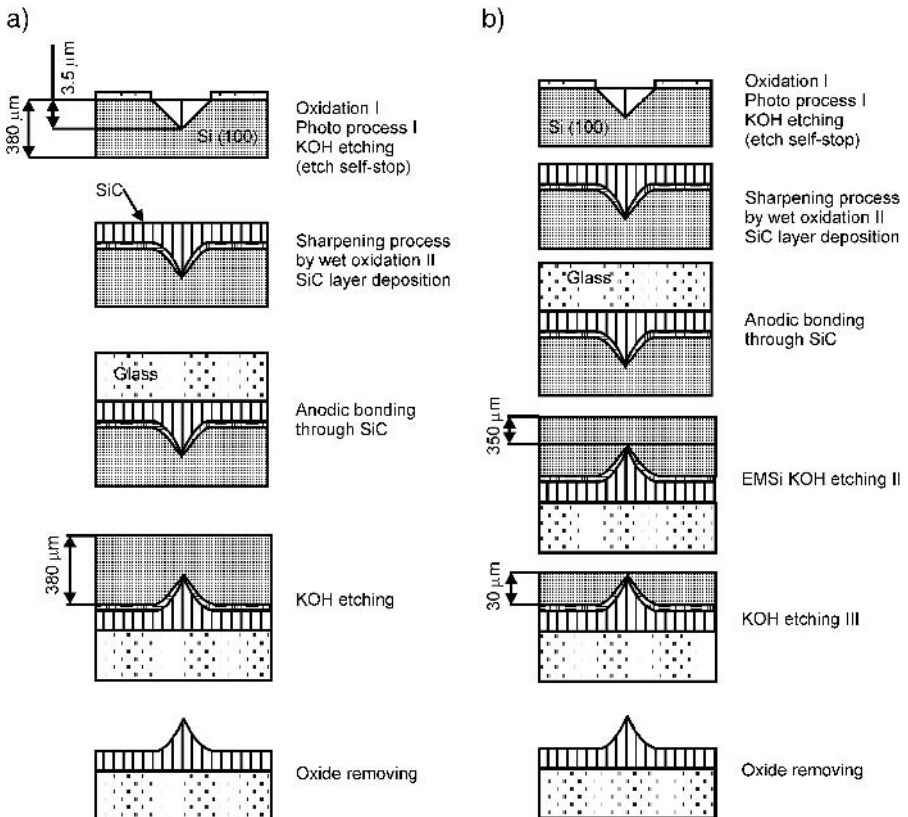 a)
3.5 μm
380 μm
Si (100)
Oxidation I
Photo process I
KOH etching
(etch self-stop)
SiC
Sharpening process
by wet oxidation II
SiC layer deposition
Glass
Anodic bonding
through SiC
380 μm
KOH etching
Oxide removing
b)
Si (100)
Oxidation I
Photo process I
KOH etching
(etch self-stop)
Sharpening process
by wet oxidation II
SiC layer deposition
Glass
Anodic bonding
through SiC
350 μm
EMSi KOH etching II
30 μm
KOH etching III
Oxide removing